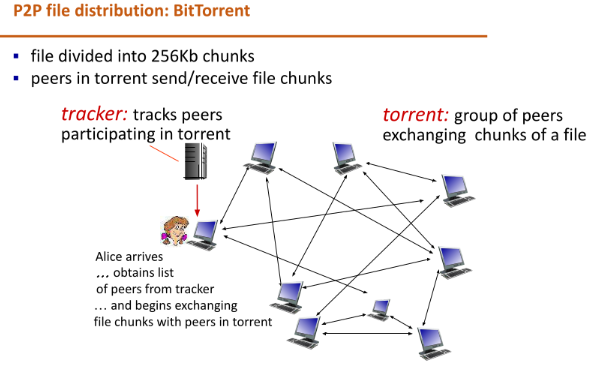 P2P file distribution: BitTorrent
▪ file divided into 256Kb chunks
▪ peers in torrent send/receive file chunks
tracker: tracks peers
participating in torrent
torrent: group of peers
exchanging chunks of a file
Alice arrives
... obtains list
of peers from tracker
... and begins exchanging
file chunks with peers in torrent